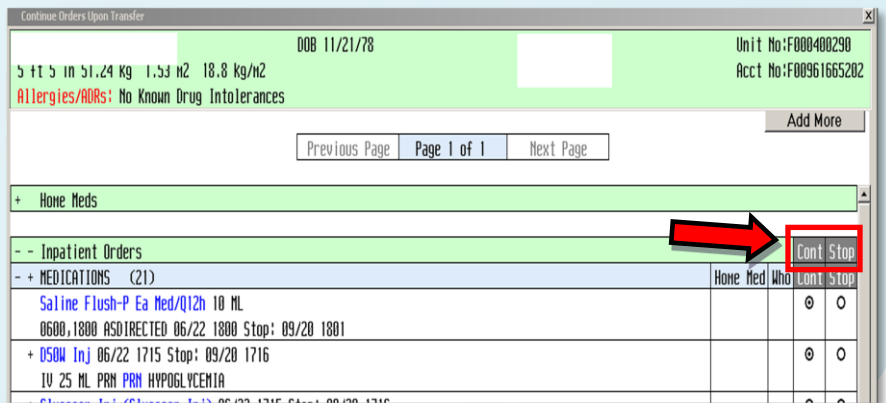 Continue Orders Upon Transfer X
DOB 11/21/78 Unit No:F000400290
5 ft 5 in 51.24 kg 1.53 M2 18.8 kg/m2 Acct No:F00961665202
Allergies/ADRs: No Known Drug Intolerances
Add More
Previous Page Page 1 of 1 Next Page
+ Home Meds
- - Inpatient Orders Cont Stop
- + MEDICATIONS (21) Home Med Who Cont Stop
Saline Flush-P Ea Med/Q12h 10 ML
0600,1800 ASDIRECTED 06/22 1800 Stop: 09/20 1801
+ D50W Inj 06/22 1715 Stop: 09/20 1716
IV 25 ML PRN PRN HYPOGLYCEMIA